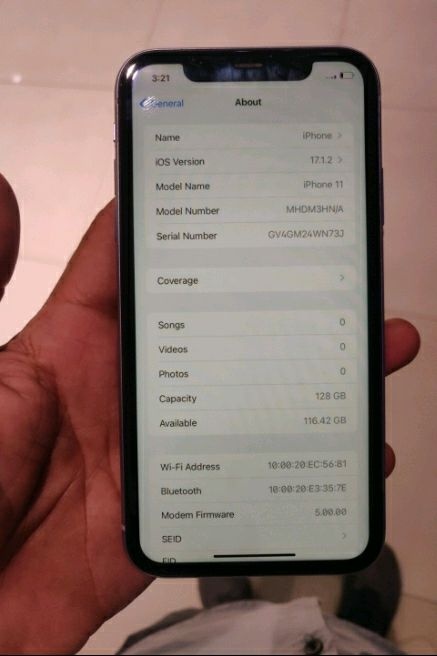 3:21
General
About
Name iPhone
iOS Version 17.1.2
Model Name iPhone 11
Model Number MHDM3HN/A
Serial Number GV4GM24WN73J
Coverage
Songs 0
Videos 0
Photos 0
Capacity 128 GB
Available 116.42 GB
Wi-Fi Address 10:00:20:EC:56:81
Bluetooth 10:00:20:E3:35:7E
Modem Firmware 5.00.00
SEID
EID